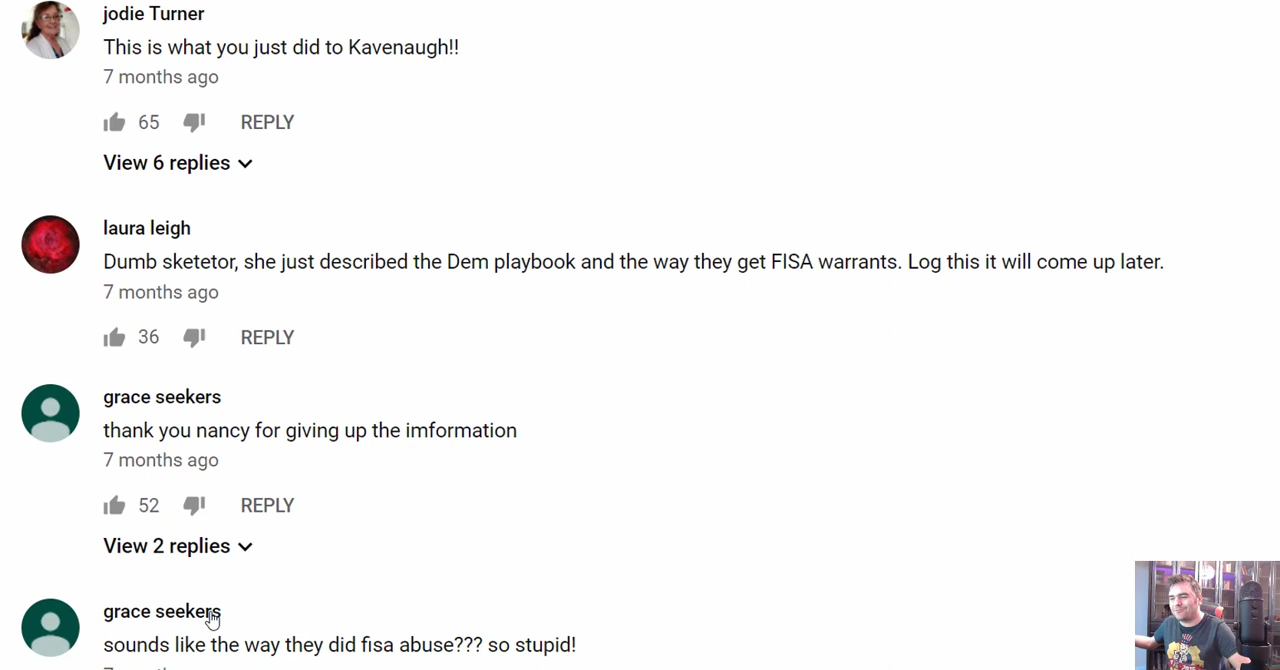 jodie Turner
This is what you just did to Kavenaugh!!
7 months ago
65 REPLY
View 6 replies
laura leigh
Dumb sketetor, she just described the Dem playbook and the way they get FISA warrants. Log this it will come up later.
7 months ago
36 REPLY
grace seekers
thank you nancy for giving up the imformation
7 months ago
52 REPLY
View 2 replies
grace seekers
sounds like the way they did fisa abuse??? so stupid!